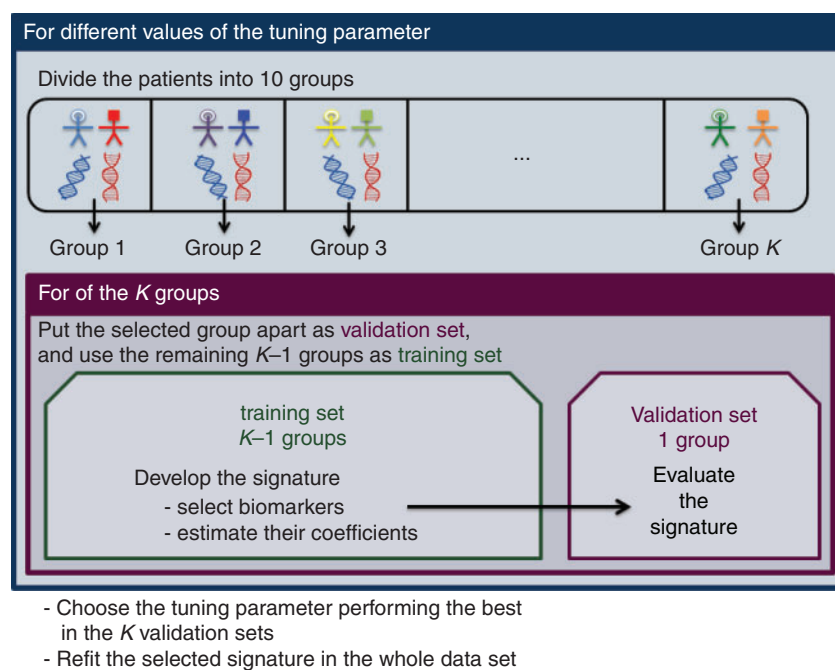 For different values of the tuning parameter
Divide the patients into 10 groups
...
Group 1 Group 2 Group 3 Group K
For of the K groups
Put the selected group apart as validation set,
and use the remaining K–1 groups as training set
training set
K–1 groups
Develop the signature
- select biomarkers
- estimate their coefficients
Validation set
1 group
Evaluate
the
signature
- Choose the tuning parameter performing the best
in the K validation sets
- Refit the selected signature in the whole data set